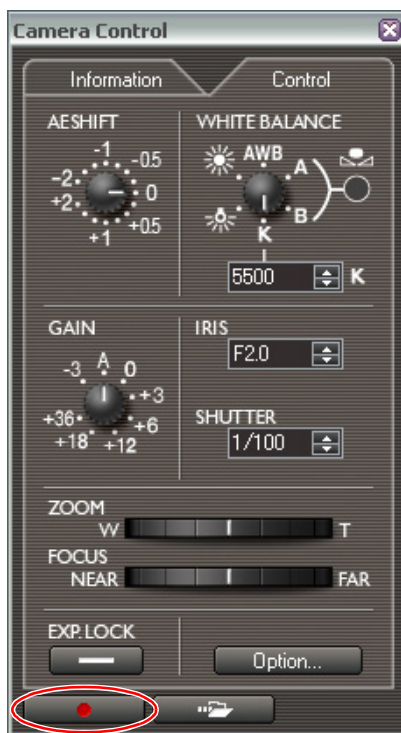 Camera Control
Information Control
AE SHIFT
-1
-0.5
-2
0
+2
+0.5
+1
WHITE BALANCE
AWB
A
B
K
5500 K
GAIN
A
-3 0
+3
+36 +6
+18 +12
IRIS
F2.0
SHUTTER
1/100
ZOOM
W T
FOCUS
NEAR FAR
EXP. LOCK
Option...